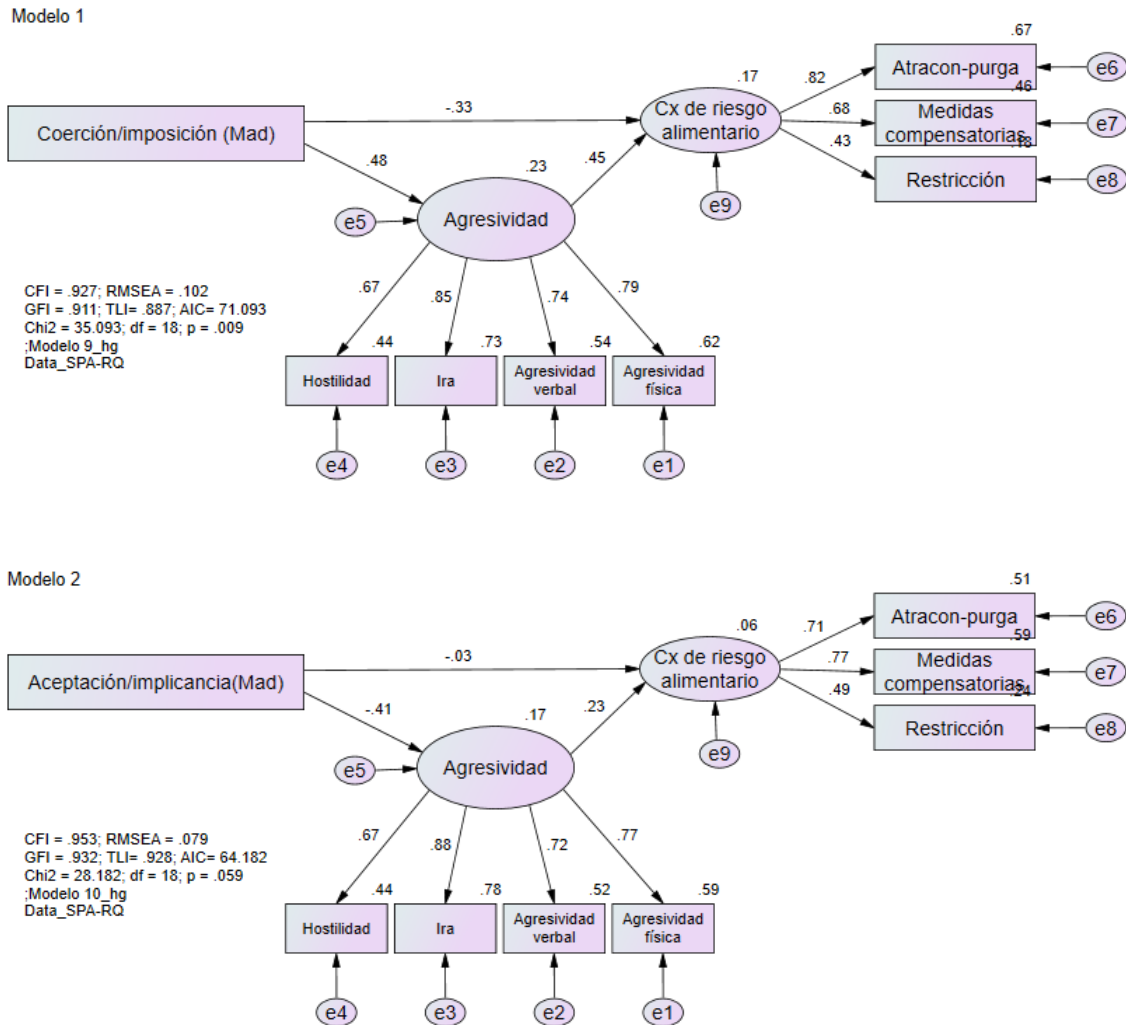 Modelo 1
.67
Atracon-purga
e6
.17
.82
-.33
Cx de riesgo
alimentario
.46
.68
Medidas
compensatorias
e7
Coerción/imposición (Mad)
.43
.18
.48
.23
.45
Restricción
e8
e5
Agresividad
e9
CFI = .927; RMSEA = .102
GFI = .911; TLI= .887; AIC= 71.093
Chi2 = 35.093; df = 18; p = .009
;Modelo 9_hg
Data_SPA-RQ
.67
.85
.74
.79
.44
.73
.54
.62
Hostilidad
Ira
Agresividad
verbal
Agresividad
física
e4
e3
e2
e1
Modelo 2
.51
Atracon-purga
e6
.06
.71
-.03
Cx de riesgo
alimentario
.59
.77
Medidas
compensatorias
e7
Aceptación/implicancia(Mad)
.49
.24
-.41
.17
.23
Restricción
e8
e5
Agresividad
e9
CFI = .953; RMSEA = .079
GFI = .932; TLI= .928; AIC= 64.182
Chi2 = 28.182; df = 18; p = .059
;Modelo 10_hg
Data_SPA-RQ
.67
.88
.72
.77
.44
.78
.52
.59
Hostilidad
Ira
Agresividad
verbal
Agresividad
física
e4
e3
e2
e1